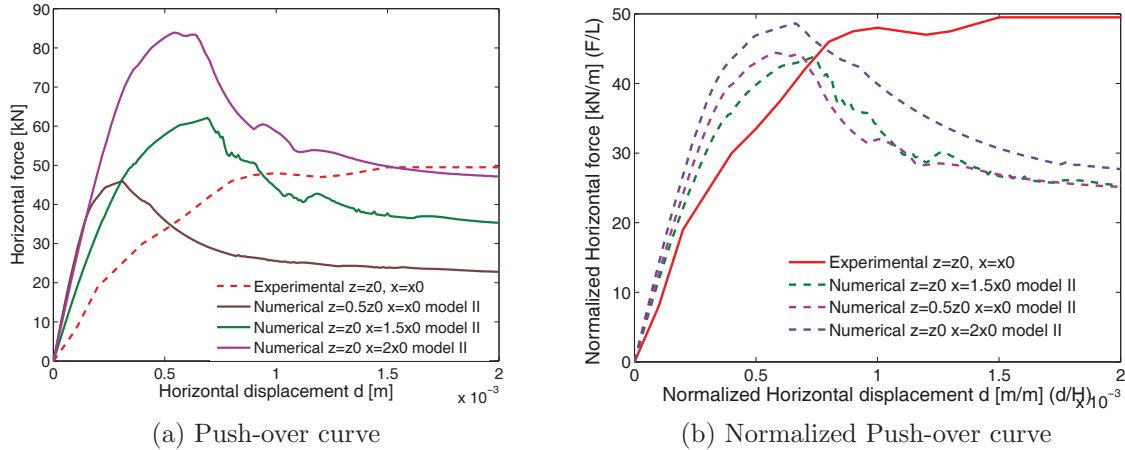 90
80
70
60
50
40
30
20
10
0
Horizontal force [kN]
Experimental z=z0, x=x0
Numerical z=0.5z0 x=x0 model II
Numerical z=z0 x=1.5x0 model II
Numerical z=z0 x=2x0 model II
0 0.5 1 1.5 2
Horizontal displacement d [m]
x 10⁻³
(a) Push-over curve
50
40
30
20
10
0
Normalized Horizontal force [kN/m] (F/L)
Experimental z=z0, x=x0
Numerical z=z0 x=1.5x0 model II
Numerical z=0.5z0 x=x0 model II
Numerical z=z0 x=2x0 model II
0 0.5 1 1.5 2
Normalized Horizontal displacement d [m/m] (d/H)
x 10⁻³
(b) Normalized Push-over curve